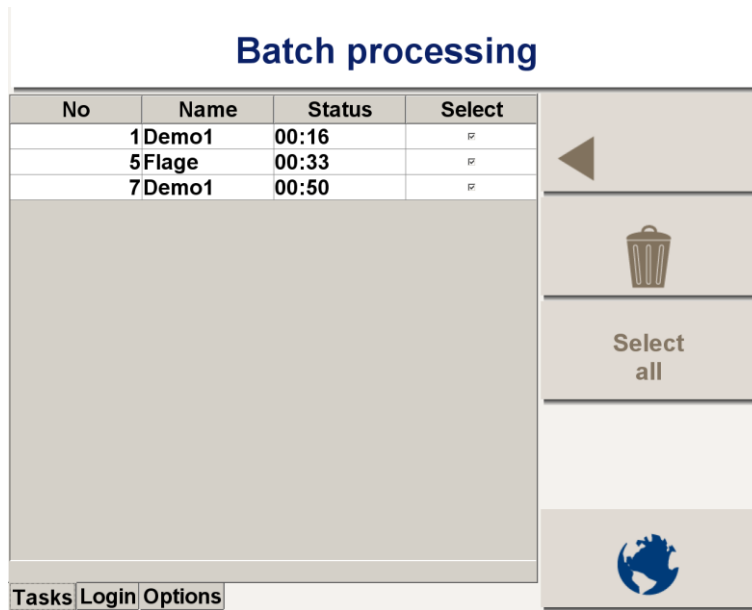 Batch processing
No Name Status Select
1 Demo1 00:16
5 Flage 00:33
7 Demo1 00:50
Select
all
Tasks Login Options